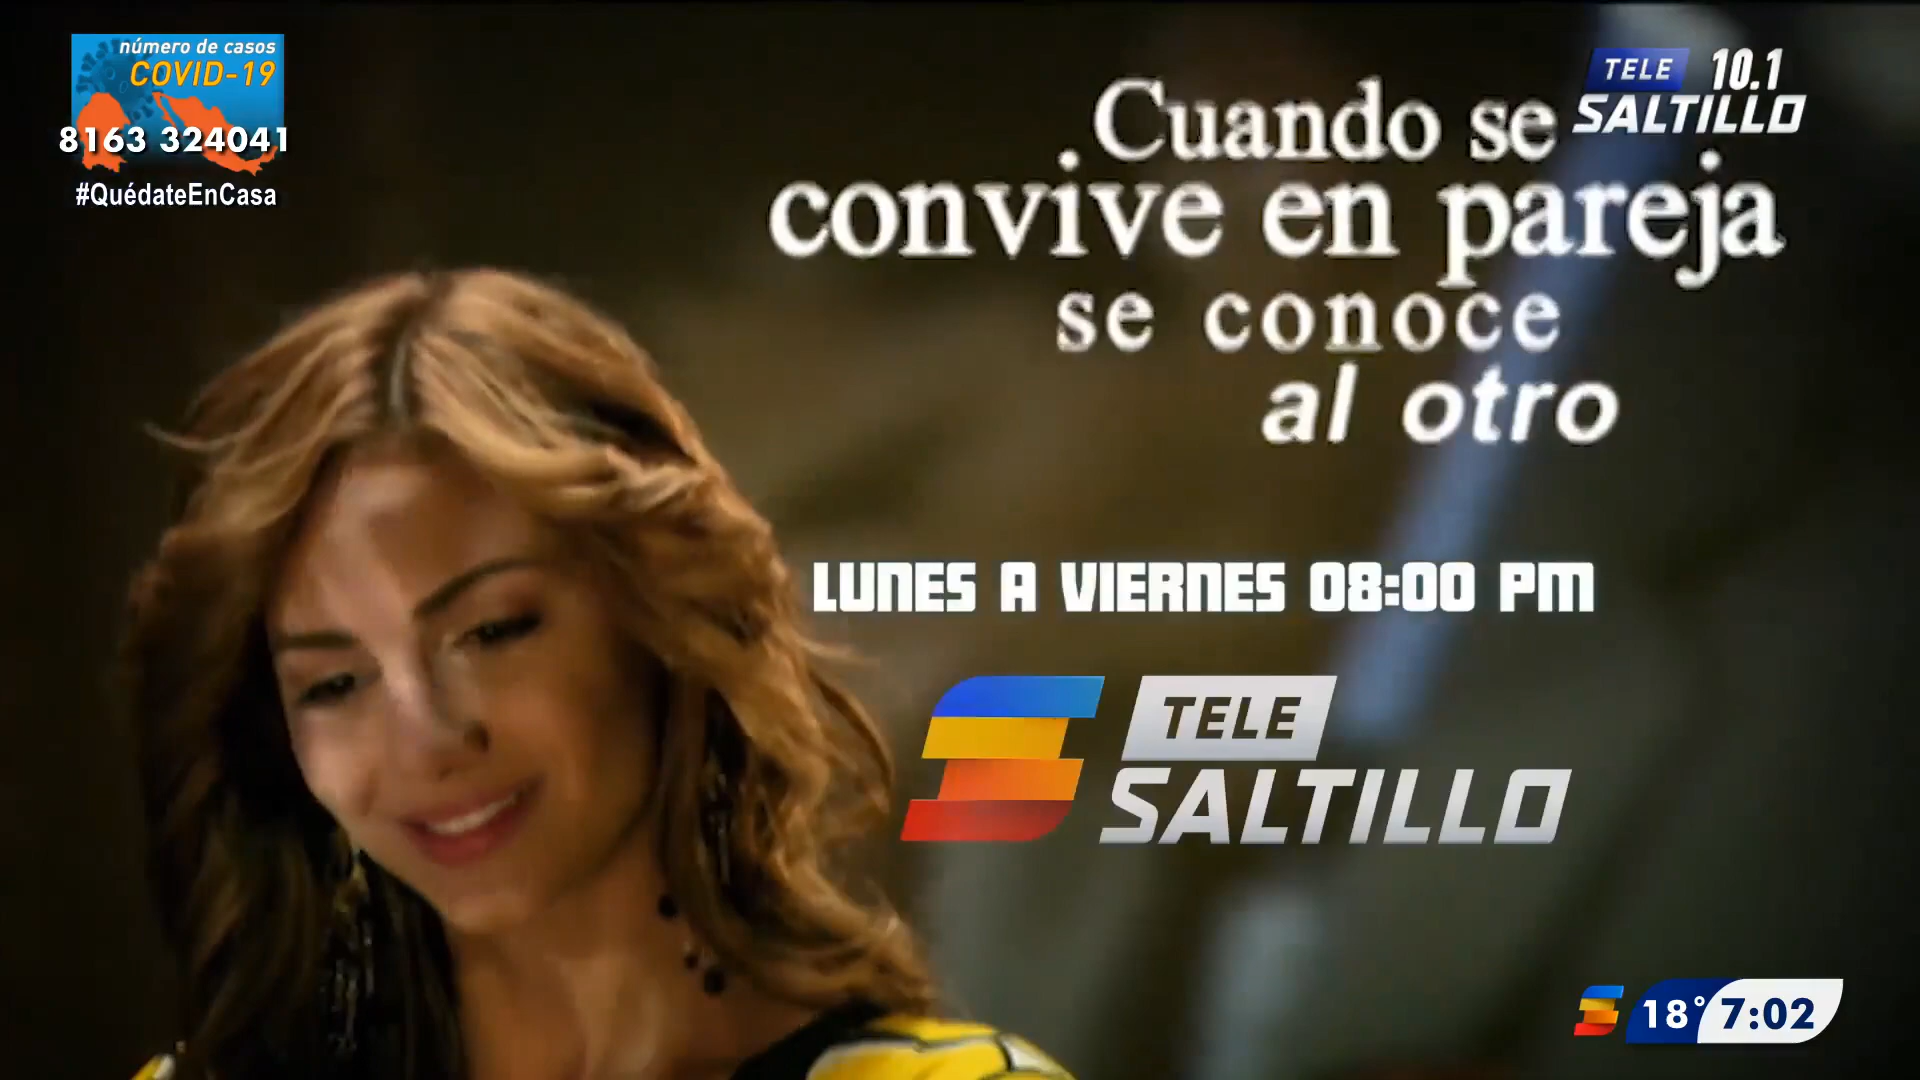 número de casos
COVID-19
8163 324041
#QuédateEnCasa
TELE 10.1
SALTILLO
Cuando se
convive en pareja
se conoce
al otro
LUNES A VIERNES 08:00 PM
TELE
SALTILLO
18° 7:02